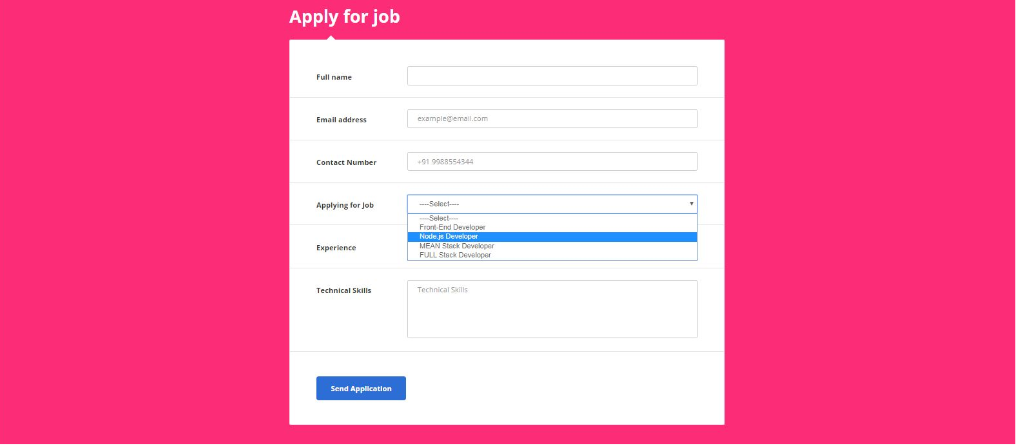 Apply for job
Full name
Email address example@email.com
Contact Number +91 9988554344
Applying for Job ----Select----
----Select----
Front-End Developer
Node.js Developer
MEAN Stack Developer
FULL Stack Developer
Experience
Technical Skills Technical Skills
Send Application